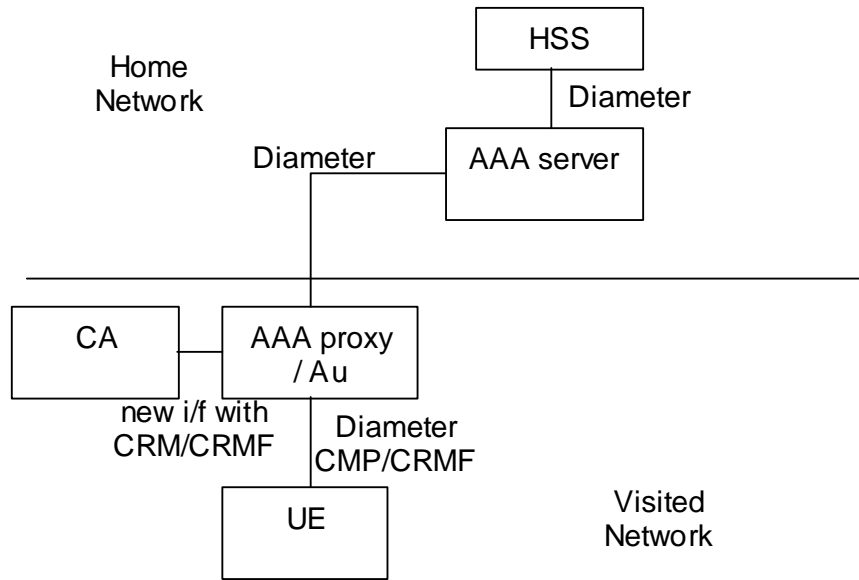 HSS
Home
Network
Diameter
Diameter
AAA server
CA
AAA proxy
/ Au
new i/f with
CRM/CRMF
Diameter
CMP/CRMF
UE
Visited
Network